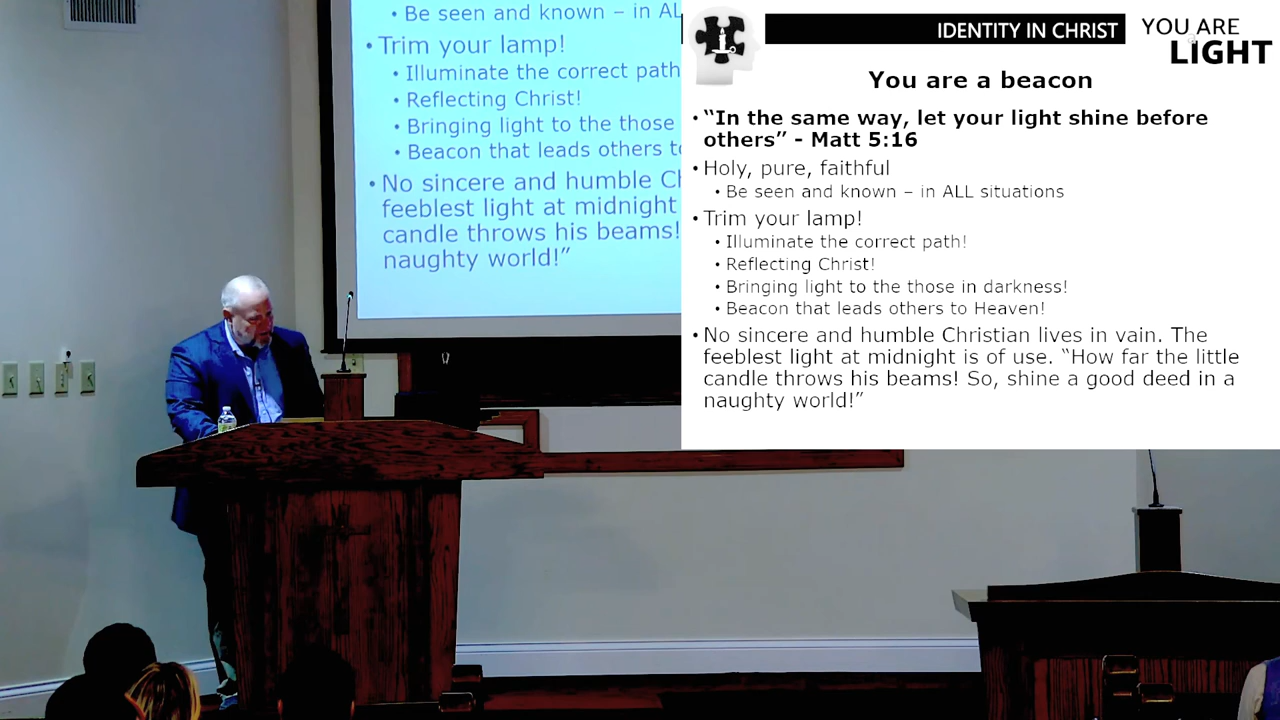 • Be seen and known – in AL
• Trim your lamp!
• Illuminate the correct path
• Reflecting Christ!
• Bringing light to the those
• Beacon that leads others to
• No sincere and humble Ch
feeblest light at midnight
candle throws his beams!
naughty world!”
IDENTITY IN CHRIST
YOU ARE
LIGHT
You are a beacon
• “In the same way, let your light shine before
others” - Matt 5:16
• Holy, pure, faithful
• Be seen and known – in ALL situations
• Trim your lamp!
• Illuminate the correct path!
• Reflecting Christ!
• Bringing light to the those in darkness!
• Beacon that leads others to Heaven!
• No sincere and humble Christian lives in vain. The
feeblest light at midnight is of use. “How far the little
candle throws his beams! So, shine a good deed in a
naughty world!”